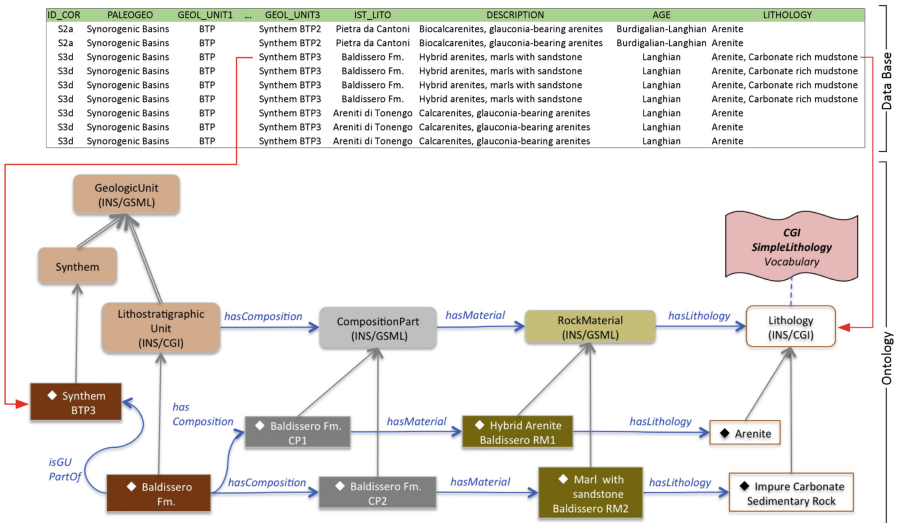 ID_COR PALEOGEO GEOL_UNIT1 ... GEOL_UNIT3 IST_LITO DESCRIPTION AGE LITHOLOGY
S2a Synorogenic Basins BTP Synthem BTP2 Pietra da Cantoni Biocalcarenites, glauconia-bearing arenites Burdigalian-Langhian Arenite
S2a Synorogenic Basins BTP Synthem BTP2 Pietra da Cantoni Biocalcarenites, glauconia-bearing arenites Burdigalian-Langhian Arenite
S3d Synorogenic Basins BTP Synthem BTP3 Baldissero Fm. Hybrid arenites, marls with sandstone Langhian Arenite, Carbonate rich mudstone
S3d Synorogenic Basins BTP Synthem BTP3 Baldissero Fm. Hybrid arenites, marls with sandstone Langhian Arenite, Carbonate rich mudstone
S3d Synorogenic Basins BTP Synthem BTP3 Baldissero Fm. Hybrid arenites, marls with sandstone Langhian Arenite, Carbonate rich mudstone
S3d Synorogenic Basins BTP Synthem BTP3 Baldissero Fm. Hybrid arenites, marls with sandstone Langhian Arenite, Carbonate rich mudstone
S3d Synorogenic Basins BTP Synthem BTP3 Areniti di Tonengo Calcarenites, glauconia-bearing arenites Langhian Arenite
S3d Synorogenic Basins BTP Synthem BTP3 Areniti di Tonengo Calcarenites, glauconia-bearing arenites Langhian Arenite
S3d Synorogenic Basins BTP Synthem BTP3 Areniti di Tonengo Calcarenites, glauconia-bearing arenites Langhian Arenite
Data Base
GeologicUnit
(INS/GSML)
CGI
SimpleLithology
Vocabulary
Synthem
Lithostratigraphic
Unit
(INS/CGI)
hasComposition
CompositionPart
(INS/GSML)
hasMaterial
RockMaterial
(INS/GSML)
hasLithology
Lithology
(INS/CGI)
Ontology
Synthem
BTP3
has
Composition
Baldissero Fm.
CP1
hasMaterial
Hybrid Arenite
Baldissero RM1
hasLithology
Arenite
isGU
PartOf
Baldissero
Fm.
hasComposition
Baldissero Fm.
CP2
hasMaterial
Marl with
sandstone
Baldissero RM2
hasLithology
Impure Carbonate
Sedimentary Rock